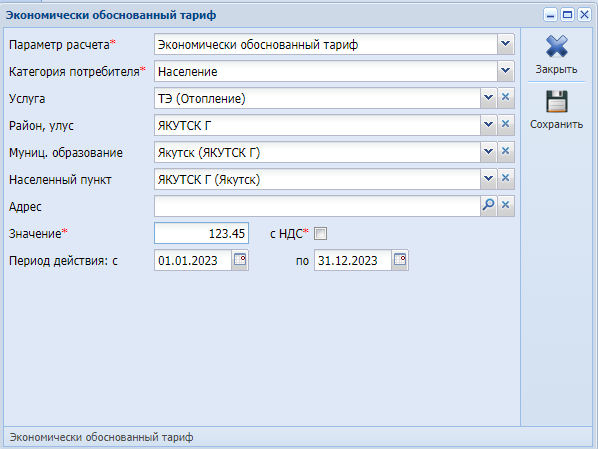 Экономически обоснованный тариф
Параметр расчета* Экономически обоснованный тариф
Закрыть
Категория потребителя* Население
Услуга ТЭ (Отопление)
Сохранить
Район, улус ЯКУТСК Г
Муниц. образование Якутск (ЯКУТСК Г)
Населенный пункт ЯКУТСК Г (Якутск)
Адрес
Значение* 123.45 с НДС*
Период действия: с 01.01.2023 по 31.12.2023
Экономически обоснованный тариф